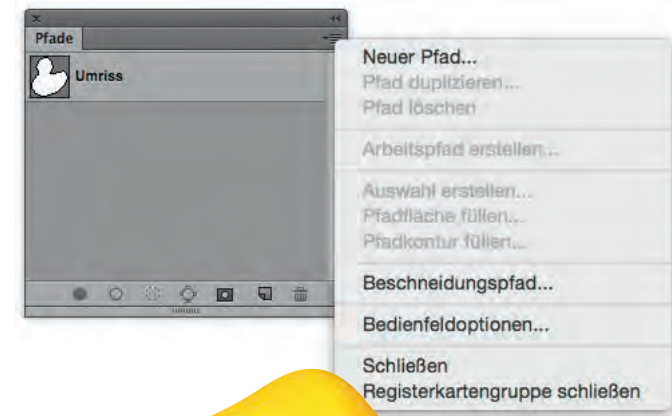 Pfade
Umriss
Neuer Pfad...
Pfad duplizieren...
Pfad löschen
Arbeitspfad erstellen...
Auswahl erstellen...
Pfadfläche füllen...
Pfadkontur füllen...
Beschneidungspfad...
Bedienfeldoptionen...
Schließen
Registerkartengruppe schließen